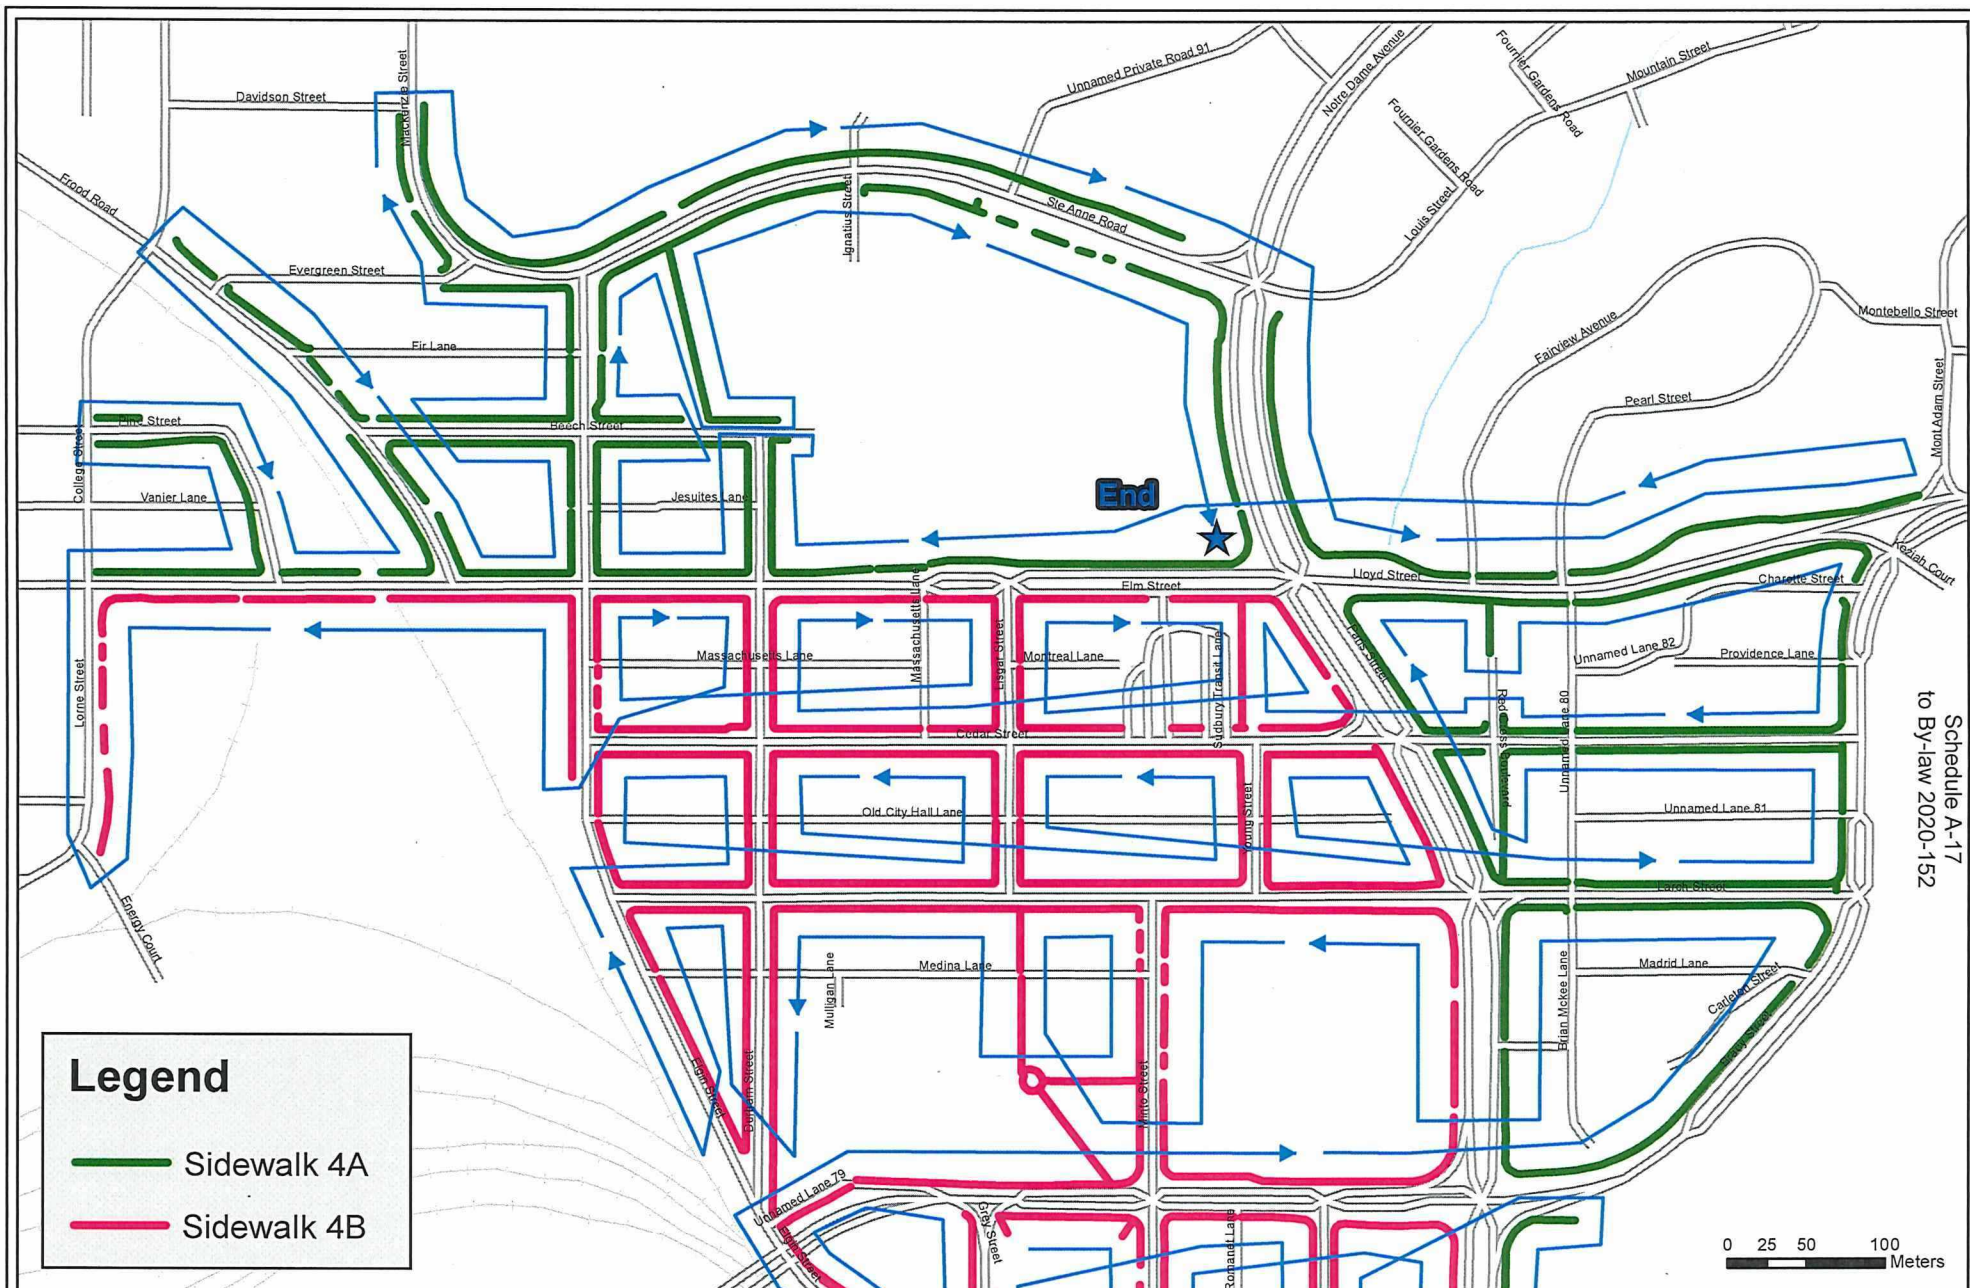 Davidson Street
Mackenzie Street
Unnamed Private Road 91
Notre Dame Avenue
Fournier Gardens Road
Mountain Street
Fournier Gardens Road
Louis Street
Frood Road
Ignatius Street
Ste Anne Road
Evergreen Street
Fir Lane
Montebello Street
Fairview Avenue
Pearl Street
Mont Adam Street
Pine Street
Beech Street
College Street
Vanier Lane
Jesuites Lane
End
Keziah Court
Lloyd Street
Elm Street
Charette Street
Massachusetts Lane
Massachusetts Lane
Lisgar Street
Montreal Lane
Sudbury Transit Lane
Paris Street
Unnamed Lane 82
Providence Lane
Lorne Street
Cedar Street
Unnamed Lane 80
Schedule A-17
to By-law 2020-152
Old City Hall Lane
Young Street
Unnamed Lane 81
Larch Street
Energy Court
Mulligan Lane
Medina Lane
Brian Mckee Lane
Madrid Lane
Carleton Street
Brady Street
Elgin Street
Durham Street
Minto Street
Legend
Sidewalk 4A
Sidewalk 4B
Unnamed Lane 79
Elgin Street
Grey Street
Romanet Lane
0 25 50 100
Meters